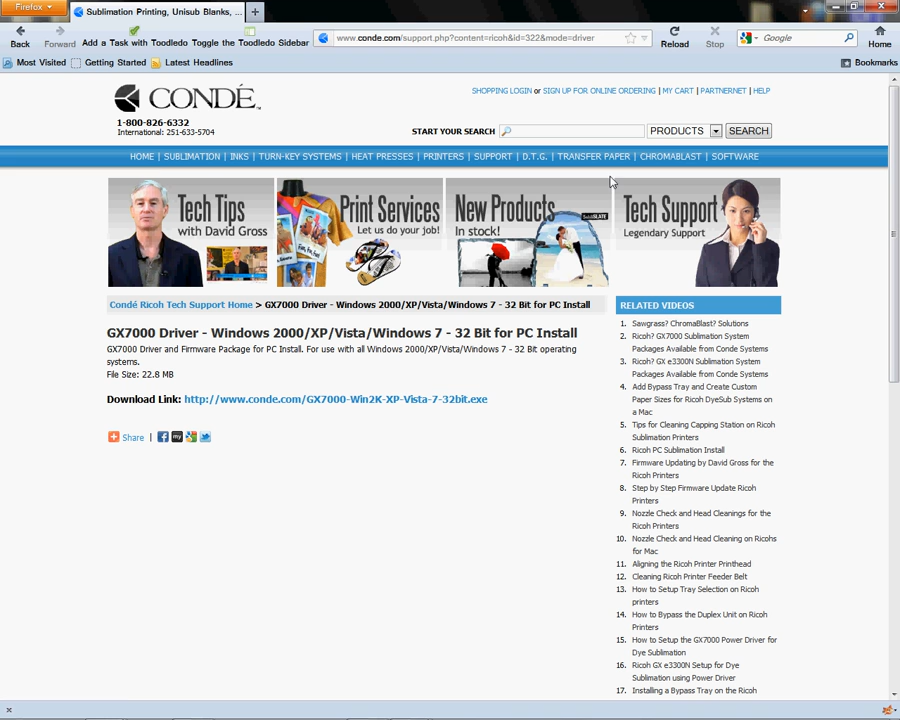 Firefox
Sublimation Printing, Unisub Blanks, ...
Back
Forward
Add a Task with Toodledo
Toggle the Toodledo Sidebar
www.conde.com/support.php?content=ricoh&id=322&mode=driver
Reload
Stop
Google
Home
Most Visited
Getting Started
Latest Headlines
Bookmarks
CONDÉ
1-800-826-6332
International: 251-633-5704
SHOPPING LOGIN or SIGN UP FOR ONLINE ORDERING | MY CART | PARTNERNET | HELP
START YOUR SEARCH
PRODUCTS
SEARCH
HOME | SUBLIMATION | INKS | TURN-KEY SYSTEMS | HEAT PRESSES | PRINTERS | SUPPORT | D.T.G. | TRANSFER PAPER | CHROMABLAST | SOFTWARE
Tech Tips
with David Gross
Print Services
Let us do your job!
New Products
In stock!
Tech Support
Legendary Support
Condé Ricoh Tech Support Home > GX7000 Driver - Windows 2000/XP/Vista/Windows 7 - 32 Bit for PC Install
GX7000 Driver - Windows 2000/XP/Vista/Windows 7 - 32 Bit for PC Install
GX7000 Driver and Firmware Package for PC Install. For use with all Windows 2000/XP/Vista/Windows 7 - 32 Bit operating
systems.
File Size: 22.8 MB
Download Link: http://www.conde.com/GX7000-Win2K-XP-Vista-7-32bit.exe
Share |
RELATED VIDEOS
1. Sawgrass? ChromaBlast? Solutions
2. Ricoh? GX7000 Sublimation System
Packages Available from Conde Systems
3. Ricoh? GX e3300N Sublimation System
Packages Available from Conde Systems
4. Add Bypass Tray and Create Custom
Paper Sizes for Ricoh DyeSub Systems on
a Mac
5. Tips for Cleaning Capping Station on Ricoh
Sublimation Printers
6. Ricoh PC Sublimation Install
7. Firmware Updating by David Gross for the
Ricoh Printers
8. Step by Step Firmware Update Ricoh
Printers
9. Nozzle Check and Head Cleanings for the
Ricoh Printers
10. Nozzle Check and Head Cleaning on Ricohs
for Mac
11. Aligning the Ricoh Printer Printhead
12. Cleaning Ricoh Printer Feeder Belt
13. How to Setup Tray Selection on Ricoh
printers
14. How to Bypass the Duplex Unit on Ricoh
Printers
15. How to Setup the GX7000 Power Driver for
Dye Sublimation
16. Ricoh GX e3300N Setup for Dye
Sublimation using Power Driver
17. Installing a Bypass Tray on the Ricoh